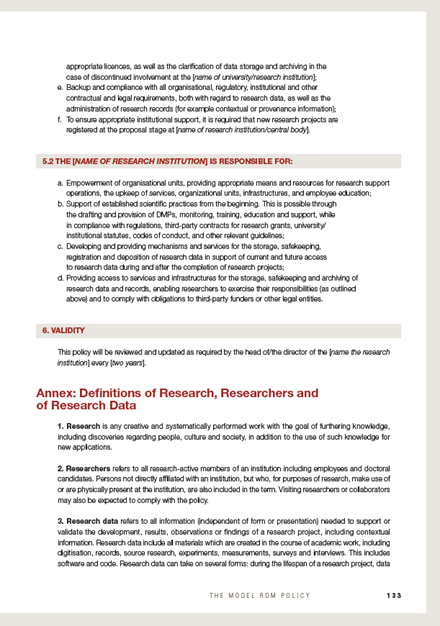 appropriate licences, as well as the clarification of data storage and archiving in the
case of discontinued involvement at the [name of university/research institution];
e. Backup and compliance with all organisational, regulatory, institutional and other
contractual and legal requirements, both with regard to research data, as well as the
administration of research records (for example contextual or provenance information);
f. To ensure appropriate institutional support, it is required that new research projects are
registered at the proposal stage at [name of research institution/central body].
5.2 THE [NAME OF RESEARCH INSTITUTION] IS RESPONSIBLE FOR:
a. Empowerment of organisational units, providing appropriate means and resources for research support
operations, the upkeep of services, organizational units, infrastructures, and employee education;
b. Support of established scientific practices from the beginning. This is possible through
the drafting and provision of DMPs, monitoring, training, education and support, while
in compliance with regulations, third-party contracts for research grants, university/
institutional statutes, codes of conduct, and other relevant guidelines;
c. Developing and providing mechanisms and services for the storage, safekeeping,
registration and deposition of research data in support of current and future access
to research data during and after the completion of research projects;
d. Providing access to services and infrastructures for the storage, safekeeping and archiving of
research data and records, enabling researchers to exercise their responsibilities (as outlined
above) and to comply with obligations to third-party funders or other legal entities.
6. VALIDITY
This policy will be reviewed and updated as required by the head of/the director of the [name the research
institution] every [two years].
Annex: Definitions of Research, Researchers and
of Research Data
1. Research is any creative and systematically performed work with the goal of furthering knowledge,
including discoveries regarding people, culture and society, in addition to the use of such knowledge for
new applications.
2. Researchers refers to all research-active members of an institution including employees and doctoral
candidates. Persons not directly affiliated with an institution, but who, for purposes of research, make use of
or are physically present at the institution, are also included in the term. Visiting researchers or collaborators
may also be expected to comply with the policy.
3. Research data refers to all information (independent of form or presentation) needed to support or
validate the development, results, observations or findings of a research project, including contextual
information. Research data include all materials which are created in the course of academic work, including
digitisation, records, source research, experiments, measurements, surveys and interviews. This includes
software and code. Research data can take on several forms: during the lifespan of a research project, data
THE MODEL RDM POLICY 133